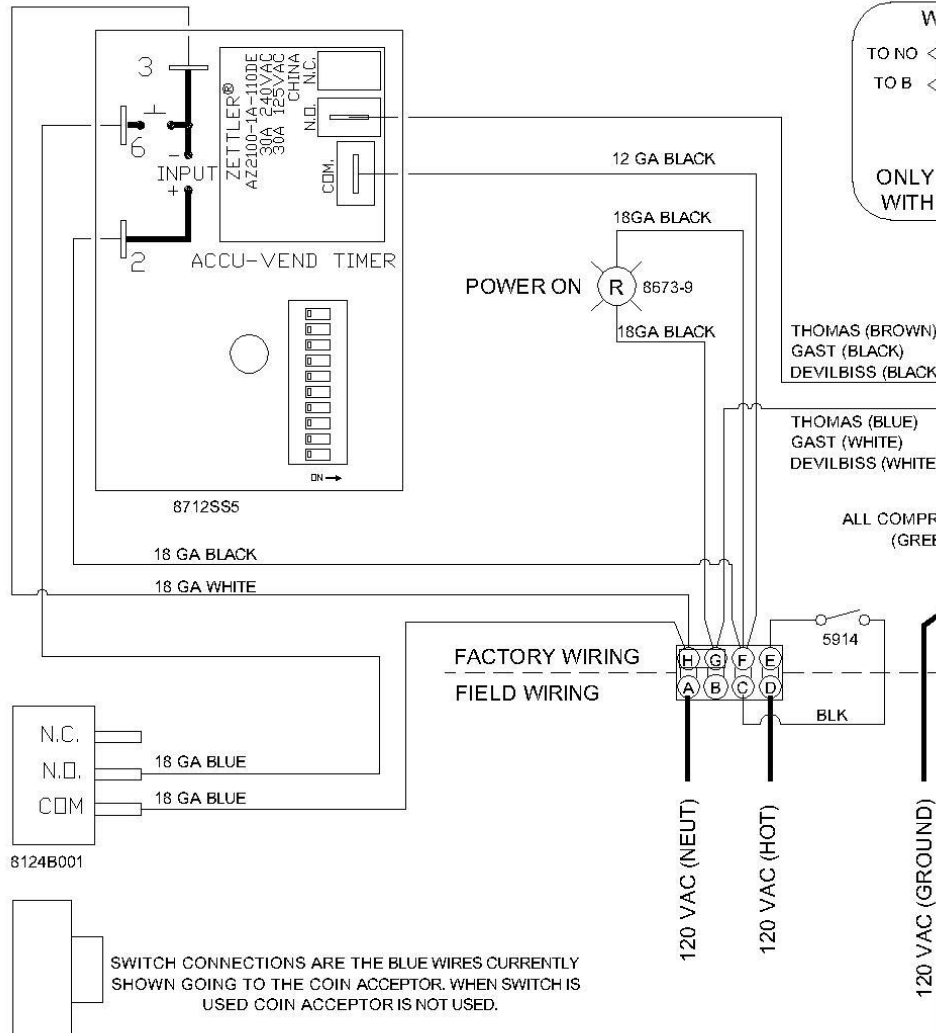 3
6
INPUT
-
+
2
ZETTLER®
AZ2100-1A-110DE
30A 240VAC
30A 125VAC
CHINA
N.C.
N.O.
COM.
ACCU-VEND TIMER
ON
8712SS5
W
TO NO
TO B
ONLY
WITH
12 GA BLACK
18GA BLACK
POWER ON
R
8673-9
18GA BLACK
THOMAS (BROWN)
GAST (BLACK)
DEVILBISS (BLACK
THOMAS (BLUE)
GAST (WHITE)
DEVILBISS (WHITE
ALL COMPR
(GREE
18 GA BLACK
18 GA WHITE
5914
FACTORY WIRING
H G F E
FIELD WIRING
A B C D
BLK
N.C.
N.O.
COM
18 GA BLUE
18 GA BLUE
8124B001
120 VAC (NEUT)
120 VAC (HOT)
120 VAC (GROUND)
SWITCH CONNECTIONS ARE THE BLUE WIRES CURRENTLY
SHOWN GOING TO THE COIN ACCEPTOR. WHEN SWITCH IS
USED COIN ACCEPTOR IS NOT USED.